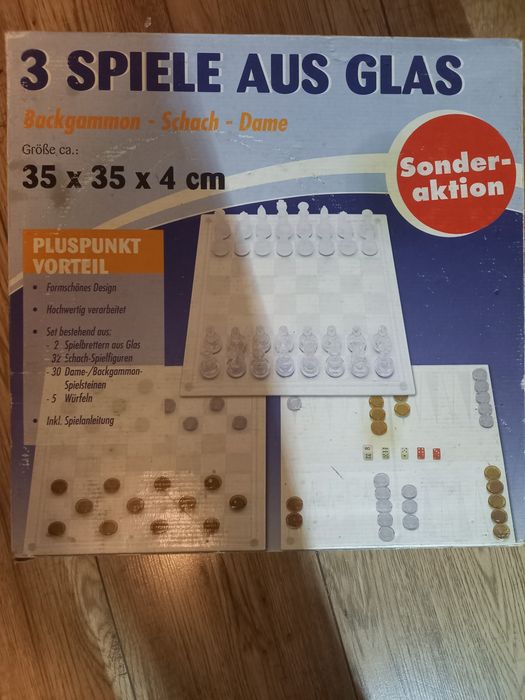 3 SPIELE AUS GLAS
Backgammon - Schach - Dame
Größe ca.:
35 x 35 x 4 cm
Sonder-
aktion
PLUSPUNKT
VORTEIL
• Formschönes Design
• Hochwertig verarbeitet
• Set bestehend aus:
- 2 Spielbrettern aus Glas
- 32 Schach-Spielfiguren
- 30 Dame-/Backgammon-
Spielsteinen
- 5 Würfeln
• Inkl. Spielanleitung